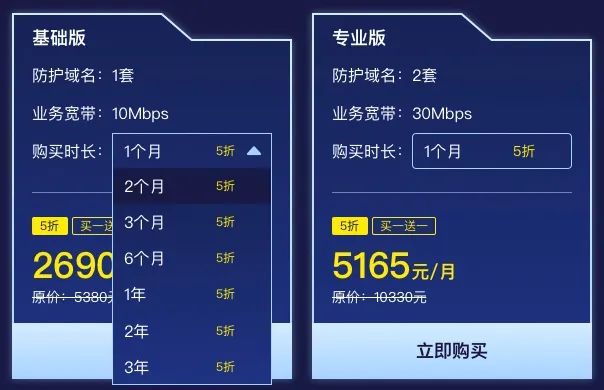 基础版
防护域名：1套
业务宽带：10Mbps
购买时长：
1个月 5折
2个月 5折
3个月 5折
6个月 5折
1年 5折
2年 5折
3年 5折
5折 买一送
2690
原价：5380
专业版
防护域名：2套
业务宽带：30Mbps
购买时长：1个月 5折
5折 买一送一
5165元/月
原价：10330元
立即购买